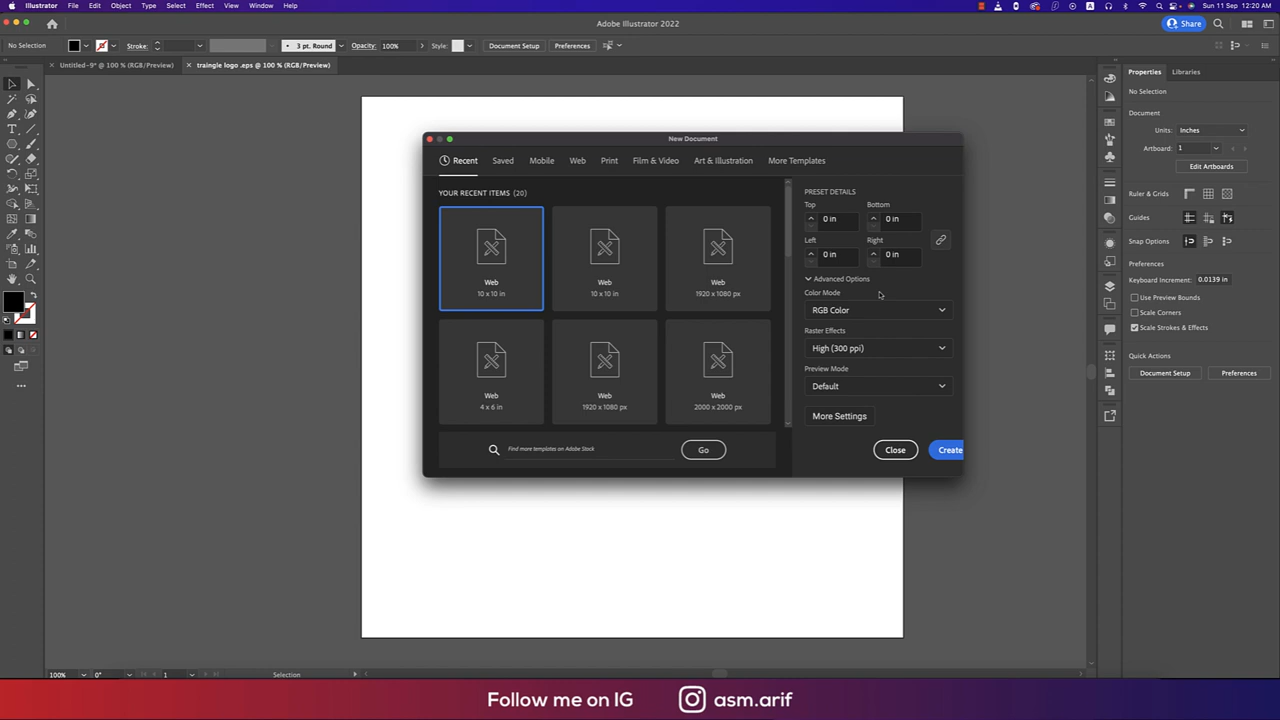 Illustrator File Edit Object Type Select Effect View Window Help
A
Sun 11 Sep 12:20 AM
Adobe Illustrator 2022
Share
No Selection
Stroke:
3 pt. Round
Opacity: 100%
Style:
Document Setup
Preferences
Untitled-9* @ 100 % (RGB/Preview)
traingle logo .eps @ 100 % (RGB/Preview)
Properties
Libraries
No Selection
Document
Units: Inches
Artboard: 1
Edit Artboards
Ruler & Grids
Guides
Snap Options
Preferences
Keyboard Increment: 0.0139 in
Use Preview Bounds
Scale Corners
Scale Strokes & Effects
Quick Actions
Document Setup
Preferences
New Document
Recent
Saved
Mobile
Web
Print
Film & Video
Art & Illustration
More Templates
YOUR RECENT ITEMS (20)
Web
10 x 10 in
Web
10 x 10 in
Web
1920 x 1080 px
Web
4 x 6 in
Web
1920 x 1080 px
Web
2000 x 2000 px
Find more templates on Adobe Stock
Go
PRESET DETAILS
Top
Bottom
0 in
0 in
Left
Right
0 in
0 in
Advanced Options
Color Mode
RGB Color
Raster Effects
High (300 ppi)
Preview Mode
Default
More Settings
Close
Create
100%
0°
1
Selection
Follow me on IG
asm.arif